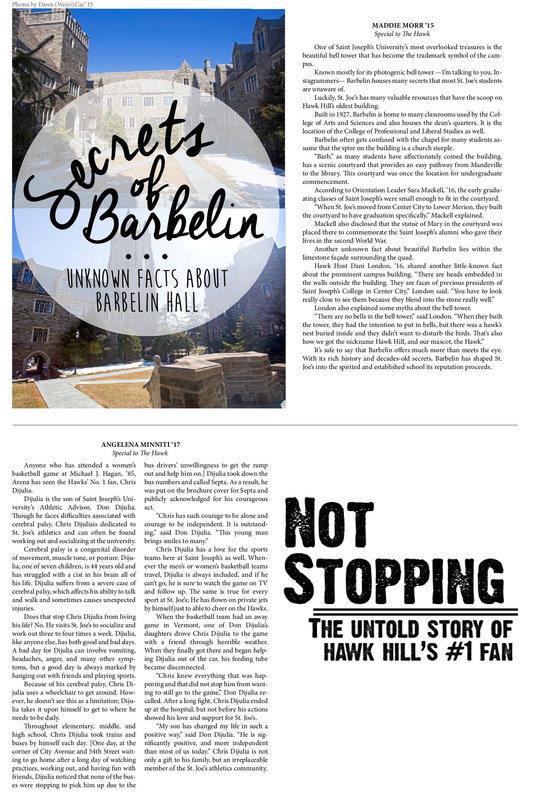 Photos by Dawn (Weiyi) Cai '15
Secrets
of
Barbelin
UNKNOWN FACTS ABOUT
BARBELIN HALL
MADDIE MORR '15
Special to The Hawk
One of Saint Joseph's University's most overlooked treasures is the
beautiful bell tower that has become the trademark symbol of the cam-
pus.
Known mostly for its photogenic bell tower —I'm talking to you, In-
stagrammers— Barbelin houses many secrets that most St. Joe's students
are unaware of.
Luckily, St. Joe's has many valuable resources that have the scoop on
Hawk Hill's oldest building.
Built in 1927, Barbelin is home to many classrooms used by the Col-
lege of Arts and Sciences and also houses the dean's quarters. It is the
location of the College of Professional and Liberal Studies as well.
Barbelin often gets confused with the chapel for many students as-
sume that the spire on the building is a church steeple.
"Barb," as many students have affectionately coined the building,
has a scenic courtyard that provides an easy pathway from Mandeville
to the library. This courtyard was once the location for undergraduate
commencement.
According to Orientation Leader Sara Mackell, '16, the early gradu-
ating classes of Saint Joseph's were small enough to fit in the courtyard.
"When St. Joe's moved from Center City to Lower Merion, they built
the courtyard to have graduation specifically," Mackell explained.
Mackell also disclosed that the statue of Mary in the courtyard was
placed there to commemorate the Saint Joseph's alumni who gave their
lives in the second World War.
Another unknown fact about beautiful Barbelin lies within the
limestone façade surrounding the quad.
Hawk Host Dani London, '16, shared another little-known fact
about the prominent campus building. "There are heads embedded in
the walls outside the building. They are faces of previous presidents of
Saint Joseph's College in Center City," London said. "You have to look
really close to see them because they blend into the stone really well."
London also explained some myths about the bell tower.
"There are no bells in the bell tower," said London. "When they built
the tower, they had the intention to put in bells, but there was a hawk's
nest buried inside and they didn't want to disturb the birds. That's also
how we got the nickname Hawk Hill, and our mascot, the Hawk."
It's safe to say that Barbelin offers much more than meets the eye.
With its rich history and decades-old secrets, Barbelin has shaped St.
Joe's into the spirited and established school its reputation proceeds.
ANGELENA MINNITI '17
Special to The Hawk
Anyone who has attended a women's
basketball game at Michael J. Hagan, '85,
Arena has seen the Hawks' No. 1 fan, Chris
Dijulia.
Dijulia is the son of Saint Joseph's Uni-
versity's Athletic Advisor, Don Dijulia.
Though he faces difficulties associated with
cerebral palsy, Chris Dijuliais dedicated to
St. Joe's athletics and can often be found
working out and socializing at the university.
Cerebral palsy is a congenital disorder
of movement, muscle tone, or posture. Diju-
lia, one of seven children, is 44 years old and
has struggled with a cist in his brain all of
his life. Dijulia suffers from a severe case of
cerebral palsy, which affects his ability to talk
and walk and sometimes causes unexpected
injuries.
Does that stop Chris Dijulia from living
his life? No. He visits St. Joe's to socialize and
work out three to four times a week. Dijulia,
like anyone else, has both good and bad days.
A bad day for Dijulia can involve vomiting,
headaches, anger, and many other symp-
toms, but a good day is always marked by
hanging out with friends and playing sports.
Because of his cerebral palsy, Chris Di-
julia uses a wheelchair to get around. How-
ever, he doesn't see this as a limitation; Diju-
lia takes it upon himself to get to where he
needs to be daily.
Throughout elementary, middle, and
high school, Chris Dijulia took trains and
buses by himself each day. [One day, at the
corner of City Avenue and 54th Street wait-
ing to go home after a long day of watching
practices, working out, and having fun with
friends, Dijulia noticed that none of the bus-
es were stopping to pick him up due to the
bus drivers' unwillingness to get the ramp
out and help him on.] Dijulia took down the
bus numbers and called Septa. As a result, he
was put on the brochure cover for Septa and
publicly acknowledged for his courageous
act.
"Chris has such courage to be alone and
courage to be independent. It is outstand-
ing," said Don Dijulia. "This young man
brings smiles to many."
Chris Dijulia has a love for the sports
teams here at Saint Joseph's as well. When-
ever the men's or women's basketball teams
travel, Dijulia is always included, and if he
can't go, he is sure to watch the game on TV
and follow up. The same is true for every
sport at St. Joe's; He has flown on private jets
by himself just to able to cheer on the Hawks.
When the basketball team had an away
game in Vermont, one of Don Dijulia's
daughters drove Chris Dijulia to the game
with a friend through horrible weather.
When they finally got there and began help-
ing Dijulia out of the car, his feeding tube
became disconnected.
"Chris knew everything that was hap-
pening and that did not stop him from want-
ing to still go to the game," Don Dijulia re-
called. After a long fight, Chris Dijulia ended
up at the hospital, but not before his actions
showed his love and support for St. Joe's.
"My son has changed my life in such a
positive way," said Don Dijulia. "He is sig-
nificantly positive, and more independent
than most of us today." Chris Dijulia is not
only a gift to his family, but an irreplaceable
member of the St. Joe's athletics community.
NOT
STOPPING
THE UNTOLD STORY OF
HAWK HILL'S #1 FAN